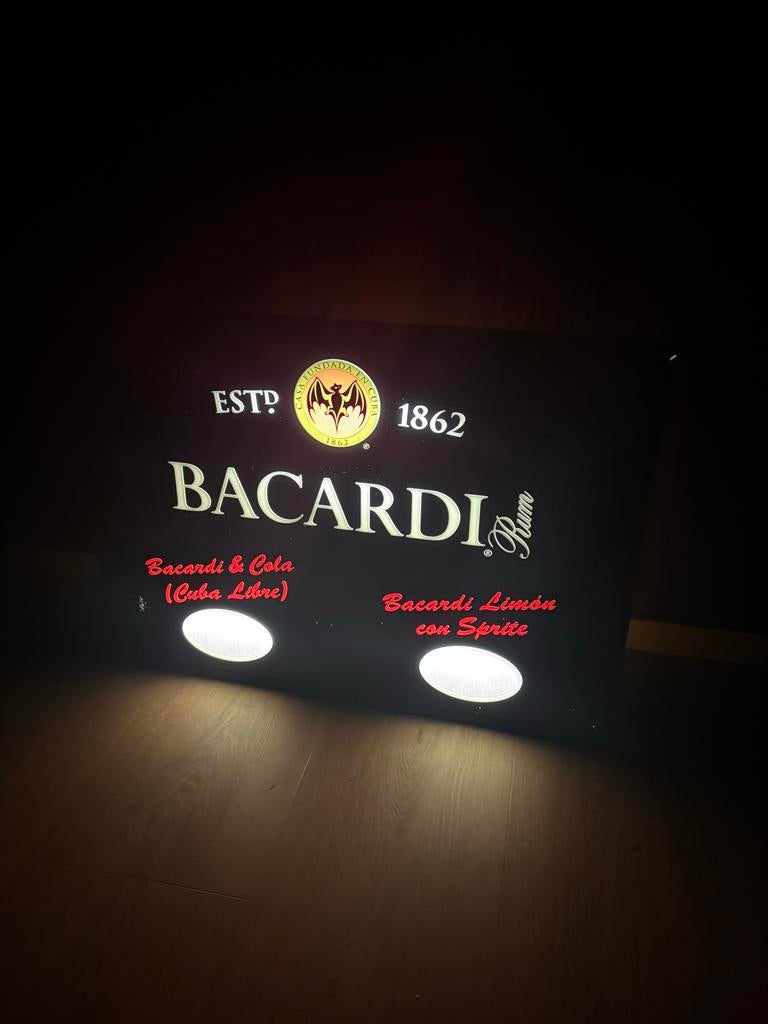 ESTD 
CASA FUNDADA EN CUBA
1862
1862
BACARDI Rum
Bacardi & Cola
(Cuba Libre)
Bacardi Limón
con Sprite